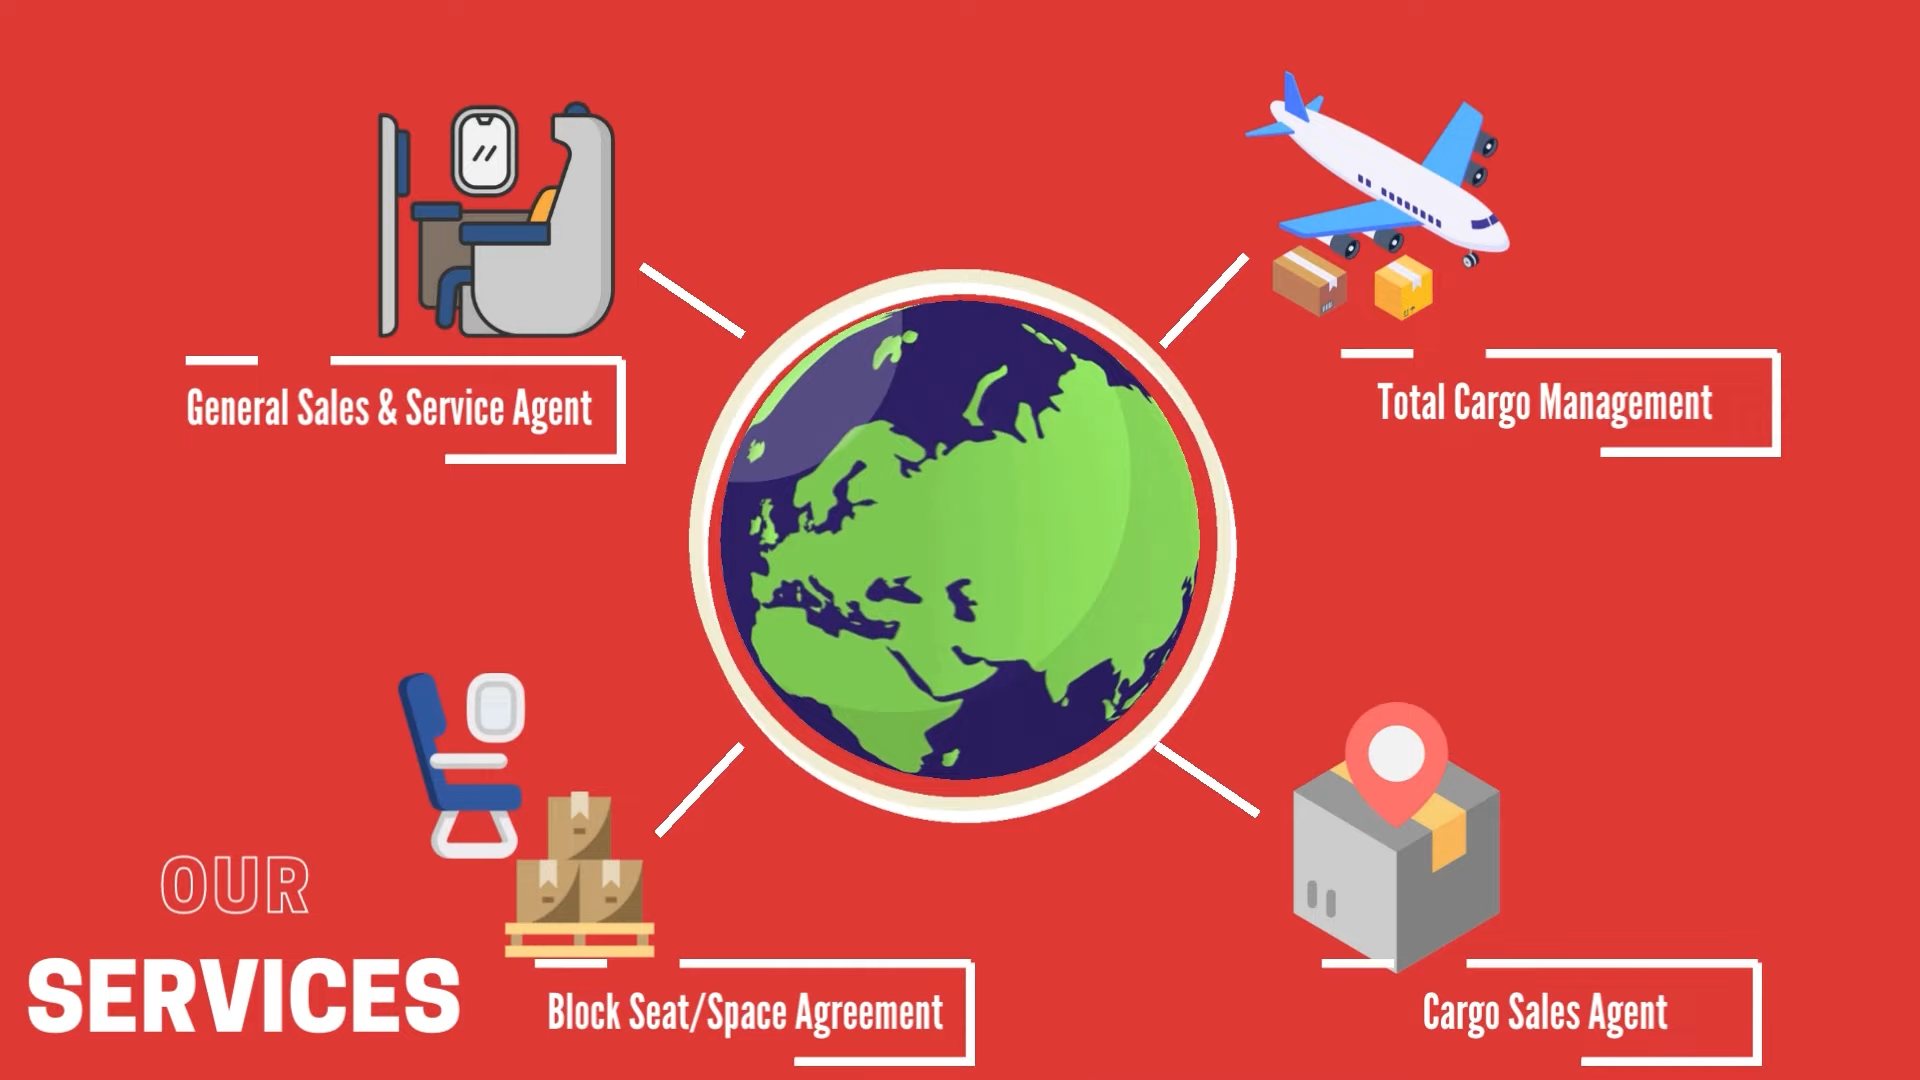 General Sales & Service Agent
Total Cargo Management
OUR
SERVICES
Block Seat/Space Agreement
Cargo Sales Agent